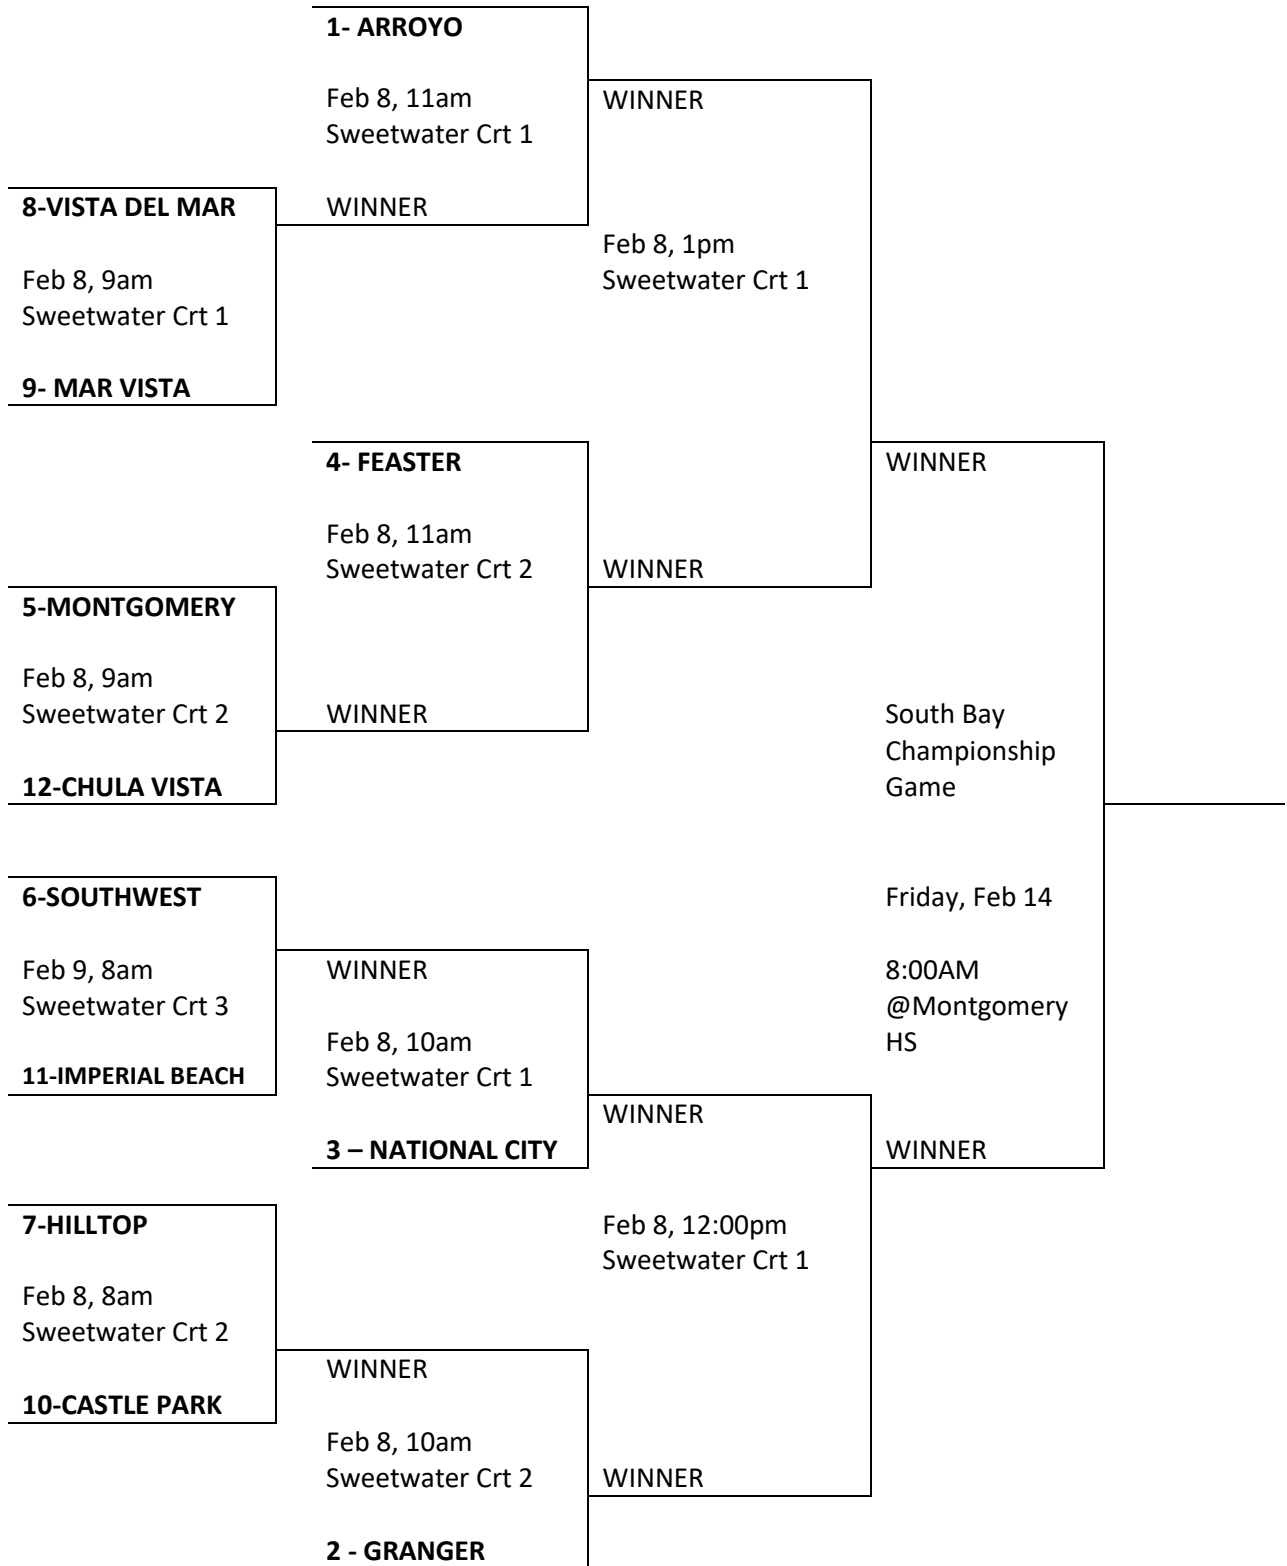 1- ARROYO
Feb 8, 11am
Sweetwater Crt 1
WINNER
WINNER
8-VISTA DEL MAR
Feb 8, 9am
Sweetwater Crt 1
9- MAR VISTA
Feb 8, 1pm
Sweetwater Crt 1
4- FEASTER
Feb 8, 11am
Sweetwater Crt 2
WINNER
WINNER
5-MONTGOMERY
Feb 8, 9am
Sweetwater Crt 2
12-CHULA VISTA
WINNER
South Bay
Championship
Game
Friday, Feb 14
8:00AM
@Montgomery
HS
6-SOUTHWEST
Feb 9, 8am
Sweetwater Crt 3
11-IMPERIAL BEACH
WINNER
Feb 8, 10am
Sweetwater Crt 1
3 – NATIONAL CITY
WINNER
WINNER
7-HILLTOP
Feb 8, 8am
Sweetwater Crt 2
10-CASTLE PARK
Feb 8, 12:00pm
Sweetwater Crt 1
WINNER
Feb 8, 10am
Sweetwater Crt 2
2 - GRANGER
WINNER